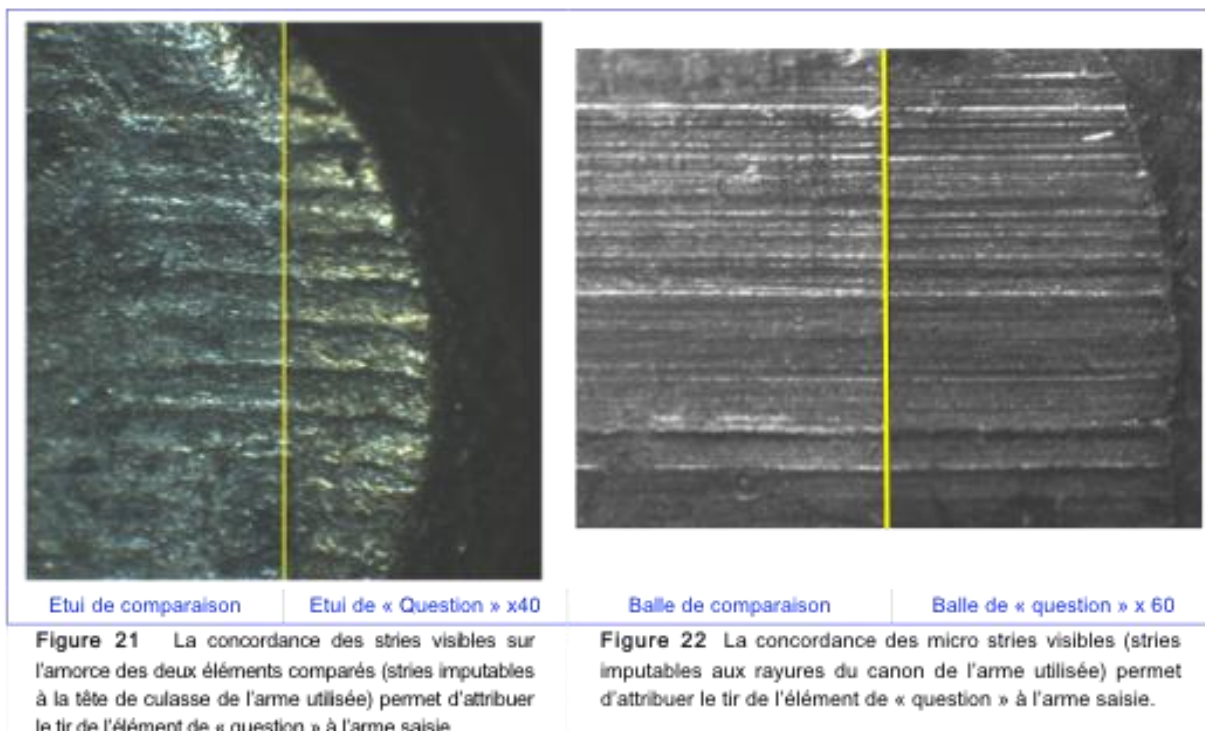 Etui de comparaison
Etui de « Question » x40
Balle de comparaison
Balle de « question » x 60
Figure 21 La concordance des stries visibles sur
l'amorce des deux éléments comparés (stries imputables
à la tête de culasse de l'arme utilisée) permet d'attribuer
le tir de l'élément de « question » à l'arme saisie.
Figure 22 La concordance des micro stries visibles (stries
imputables aux rayures du canon de l'arme utilisée) permet
d'attribuer le tir de l'élément de « question » à l'arme saisie.